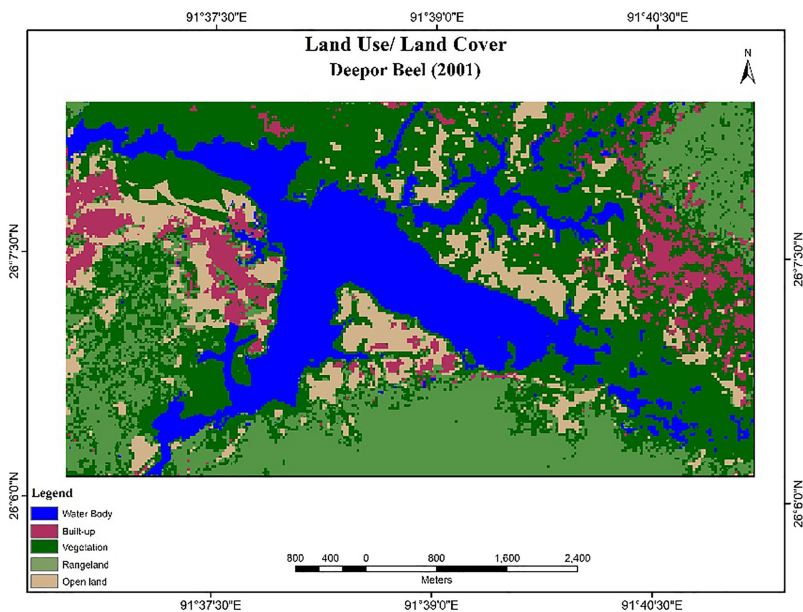 91°37'30"E 91°39'0"E 91°40'30"E
Land Use/ Land Cover
Deepor Beel (2001)
N
26°7'30"N
26°7'30"N
26°6'0"N
26°6'0"N
Legend
Water Body
Built-up
Vegetation
Rangeland
Open land
800 400 0 800 1,600 2,400
Meters
91°37'30"E 91°39'0"E 91°40'30"E